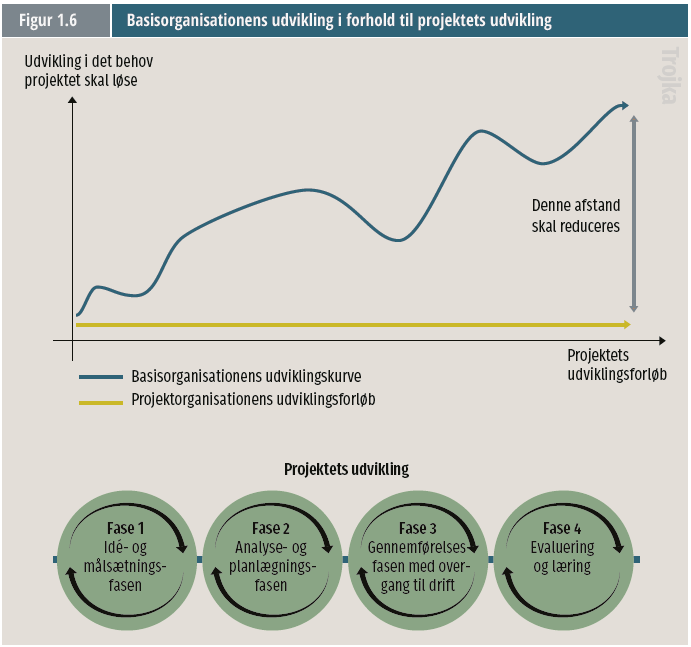 Figur 1.6
Basisorganisationens udvikling i forhold til projektets udvikling
Trojka
Udvikling i det behov
projektet skal løse
Denne afstand
skal reduceres
Projektets
udviklingsforløb
Basisorganisationens udviklingskurve
Projektorganisationens udviklingsforløb
Projektets udvikling
Fase 1
Idé- og
målsætnings-
fasen
Fase 2
Analyse- og
planlægnings-
fasen
Fase 3
Gennemførelses-
fasen med over-
gang til drift
Fase 4
Evaluering
og læring